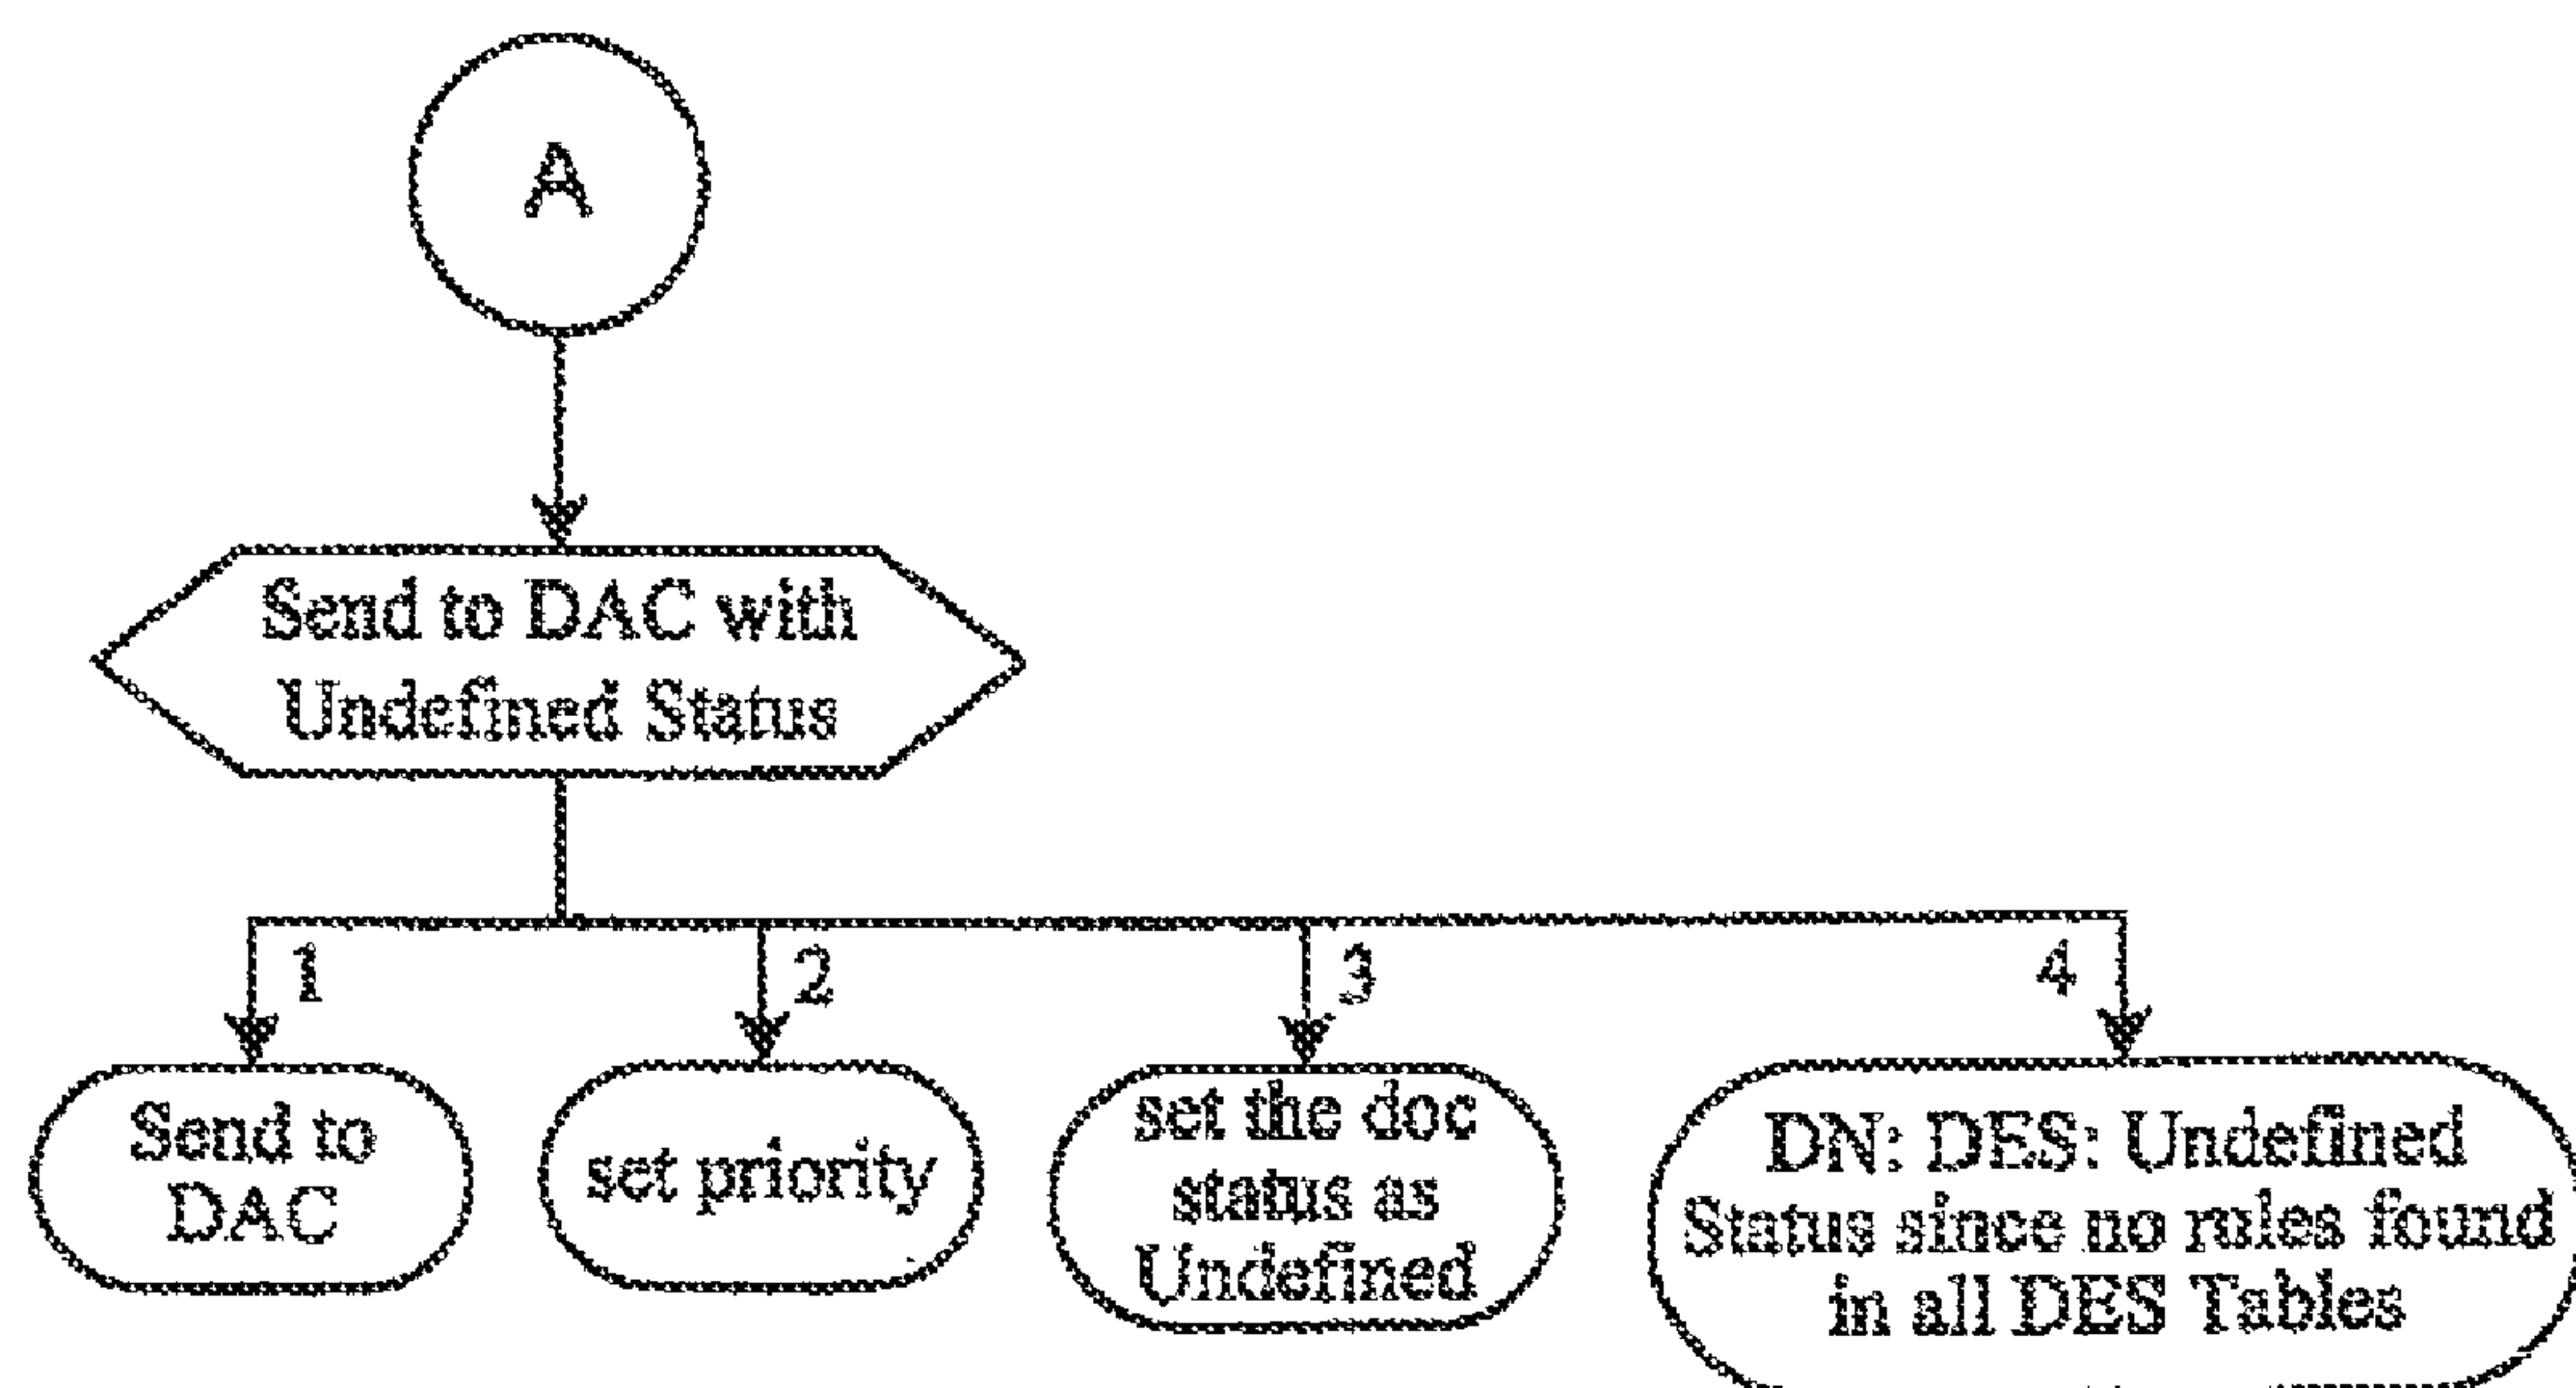 A
Send to DAC with
Undefined Status
1
2
3
4
Send to
DAC
set priority
set the doc
status as
Undefined
DN: DES: Undefined
Status since no rules found
in all DES Tables